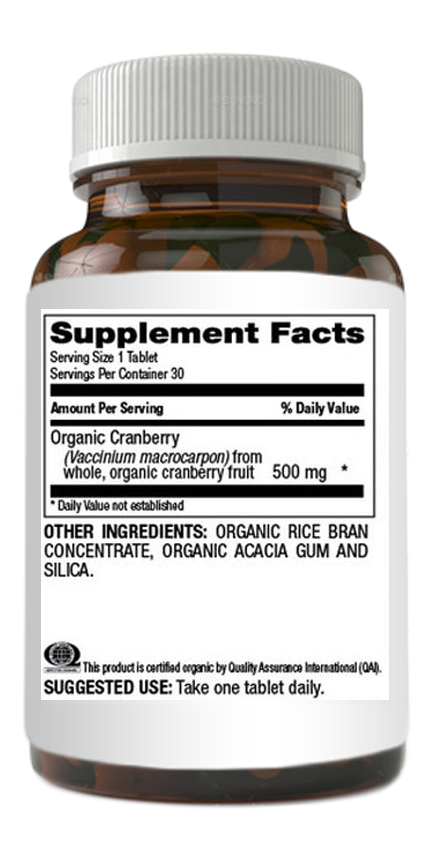 Supplement Facts
Serving Size 1 Tablet
Servings Per Container 30
Amount Per Serving % Daily Value
Organic Cranberry
(Vaccinium macrocarpon) from
whole, organic cranberry fruit 500 mg *
* Daily Value not established
OTHER INGREDIENTS: ORGANIC RICE BRAN
CONCENTRATE, ORGANIC ACACIA GUM AND
SILICA.
This product is certified organic by Quality Assurance International (QAI).
SUGGESTED USE: Take one tablet daily.